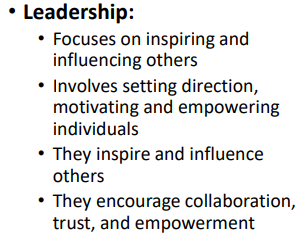 • Leadership:
• Focuses on inspiring and
influencing others
• Involves setting direction,
motivating and empowering
individuals
• They inspire and influence
others
• They encourage collaboration,
trust, and empowerment